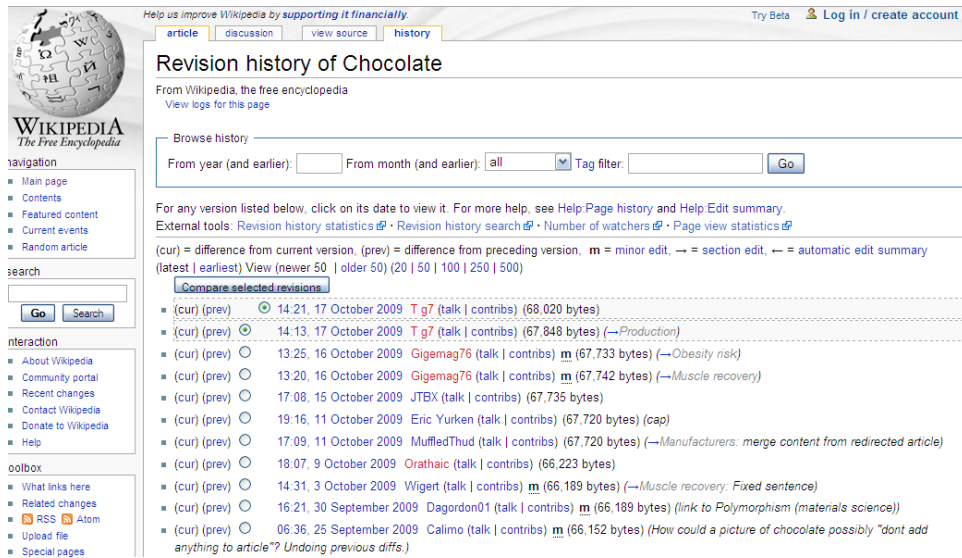 Help us improve Wikipedia by supporting it financially.
Try Beta Log in / create account
article discussion view source history
Revision history of Chocolate
From Wikipedia, the free encyclopedia
View logs for this page
WIKIPEDIA
The Free Encyclopedia
navigation
Main page
Contents
Featured content
Current events
Random article
search
Go Search
interaction
About Wikipedia
Community portal
Recent changes
Contact Wikipedia
Donate to Wikipedia
Help
toolbox
What links here
Related changes
RSS Atom
Upload file
Special pages
Browse history
From year (and earlier): From month (and earlier): all Tag filter: Go
For any version listed below, click on its date to view it. For more help, see Help:Page history and Help:Edit summary.
External tools: Revision history statistics · Revision history search · Number of watchers · Page view statistics
(cur) = difference from current version, (prev) = difference from preceding version, m = minor edit, → = section edit, ← = automatic edit summary
(latest | earliest) View (newer 50 | older 50) (20 | 50 | 100 | 250 | 500)
Compare selected revisions
(cur) (prev) 14:21, 17 October 2009 T g7 (talk | contribs) (68,020 bytes)
(cur) (prev) 14:13, 17 October 2009 T g7 (talk | contribs) (67,848 bytes) (→Production)
(cur) (prev) 13:25, 16 October 2009 Gigemag76 (talk | contribs) m (67,733 bytes) (→Obesity risk)
(cur) (prev) 13:20, 16 October 2009 Gigemag76 (talk | contribs) m (67,742 bytes) (→Muscle recovery)
(cur) (prev) 17:08, 15 October 2009 JTBX (talk | contribs) (67,735 bytes)
(cur) (prev) 19:16, 11 October 2009 Eric Yurken (talk | contribs) (67,720 bytes) (cap)
(cur) (prev) 17:09, 11 October 2009 MuffledThud (talk | contribs) (67,720 bytes) (→Manufacturers: merge content from redirected article)
(cur) (prev) 18:07, 9 October 2009 Orathaic (talk | contribs) (66,223 bytes)
(cur) (prev) 14:31, 3 October 2009 Wigert (talk | contribs) m (66,189 bytes) (→Muscle recovery: Fixed sentence)
(cur) (prev) 16:21, 30 September 2009 Dagordon01 (talk | contribs) m (66,189 bytes) (link to Polymorphism (materials science))
(cur) (prev) 06:36, 25 September 2009 Calimo (talk | contribs) m (66,152 bytes) (How could a picture of chocolate possibly "dont add
anything to article"? Undoing previous diffs.)